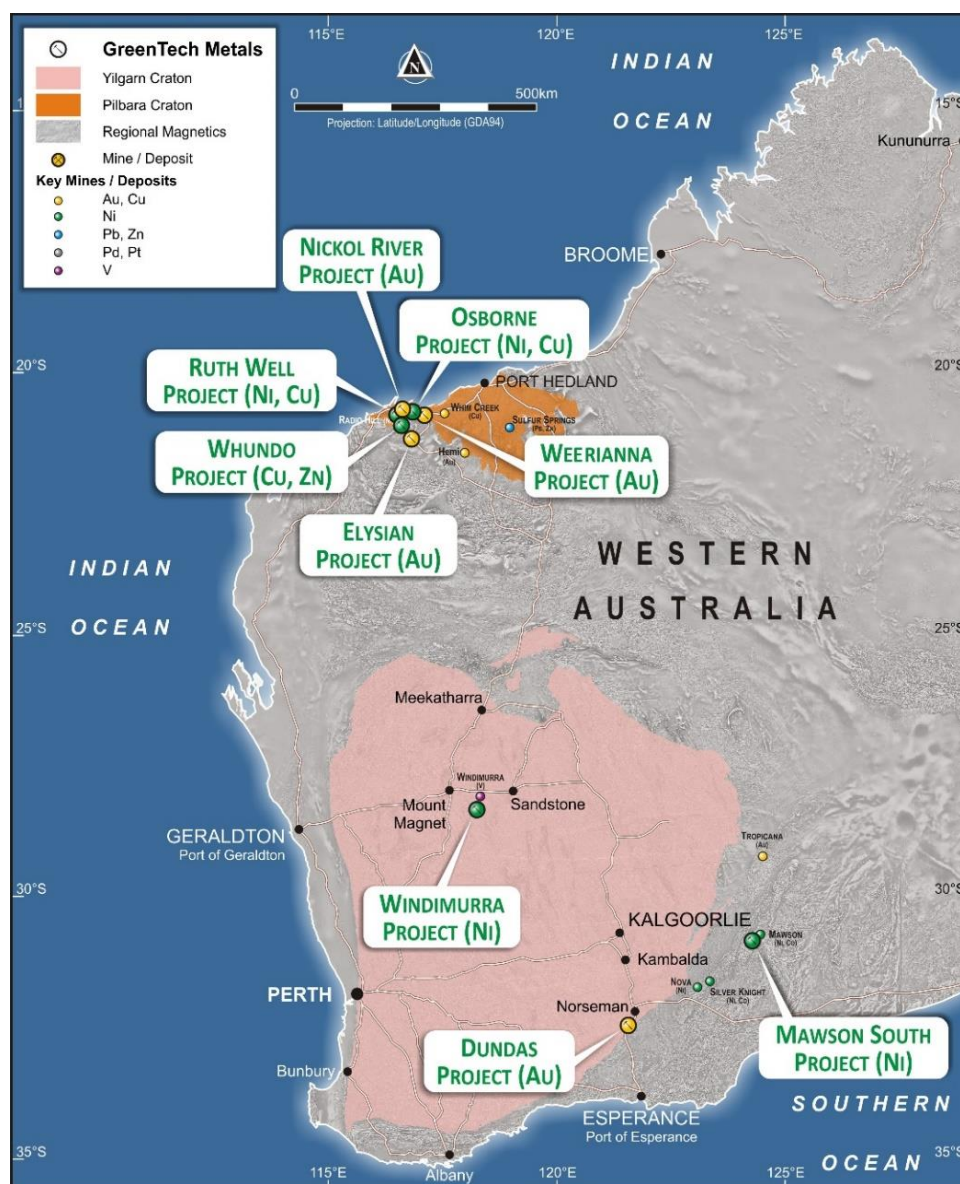 GreenTech Metals
Yilgarn Craton
Pilbara Craton
Regional Magnetics
Mine / Deposit
Key Mines / Deposits
Au, Cu
Ni
Pb, Zn
Pd, Pt
V
115°E
120°E
125°E
N
0
500km
Projection: Latitude/Longitude (GDA94)
INDIAN
OCEAN
15°S
15°S
Kununurra
BROOME
NICKOL RIVER
PROJECT (AU)
OSBORNE
PROJECT (NI, CU)
20°S
20°S
RUTH WELL
PROJECT (NI, CU)
PORT HEDLAND
WHIM CREEK
(Cu)
RADIO HILL
SULFUR SPRINGS
(Pb, Zn)
WHUNDO
PROJECT (CU, ZN)
HEMI
(Au)
WEERIANNA
PROJECT (AU)
ELYSIAN
PROJECT (AU)
INDIAN
OCEAN
WESTERN
AUSTRALIA
25°S
25°S
Meekatharra
WINDIMURRA
(V)
Mount
Magnet
Sandstone
GERALDTON
Port of Geraldton
TROPICANA
(Au)
30°S
30°S
WINDIMURRA
PROJECT (NI)
KALGOORLIE
MAWSON
(Ni, Co)
Kambalda
PERTH
NOVA
(Ni)
SILVER KNIGHT
(Ni, Co)
Norseman
DUNDAS
PROJECT (AU)
MAWSON SOUTH
PROJECT (NI)
Bunbury
ESPERANCE
Port of Esperance
SOUTHERN
OCEAN
35°S
35°S
Albany
115°E
120°E
125°E